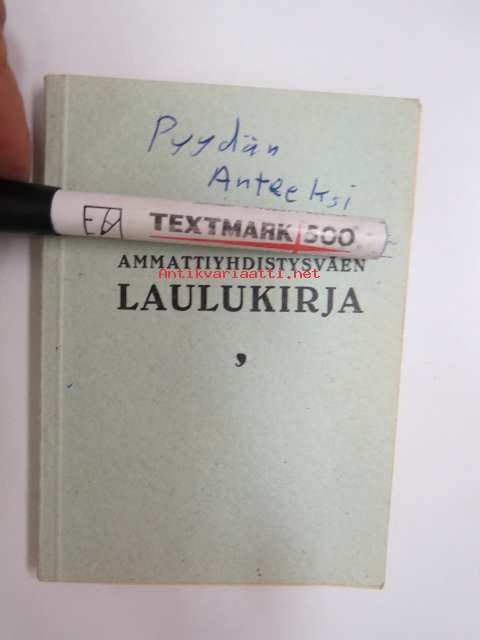 Pyydän
Anteeksi
TEXTMARK/500
AMMATTIYHDISTYSVÄEN
Antikvariaatti.net
LAULUKIRJA
,